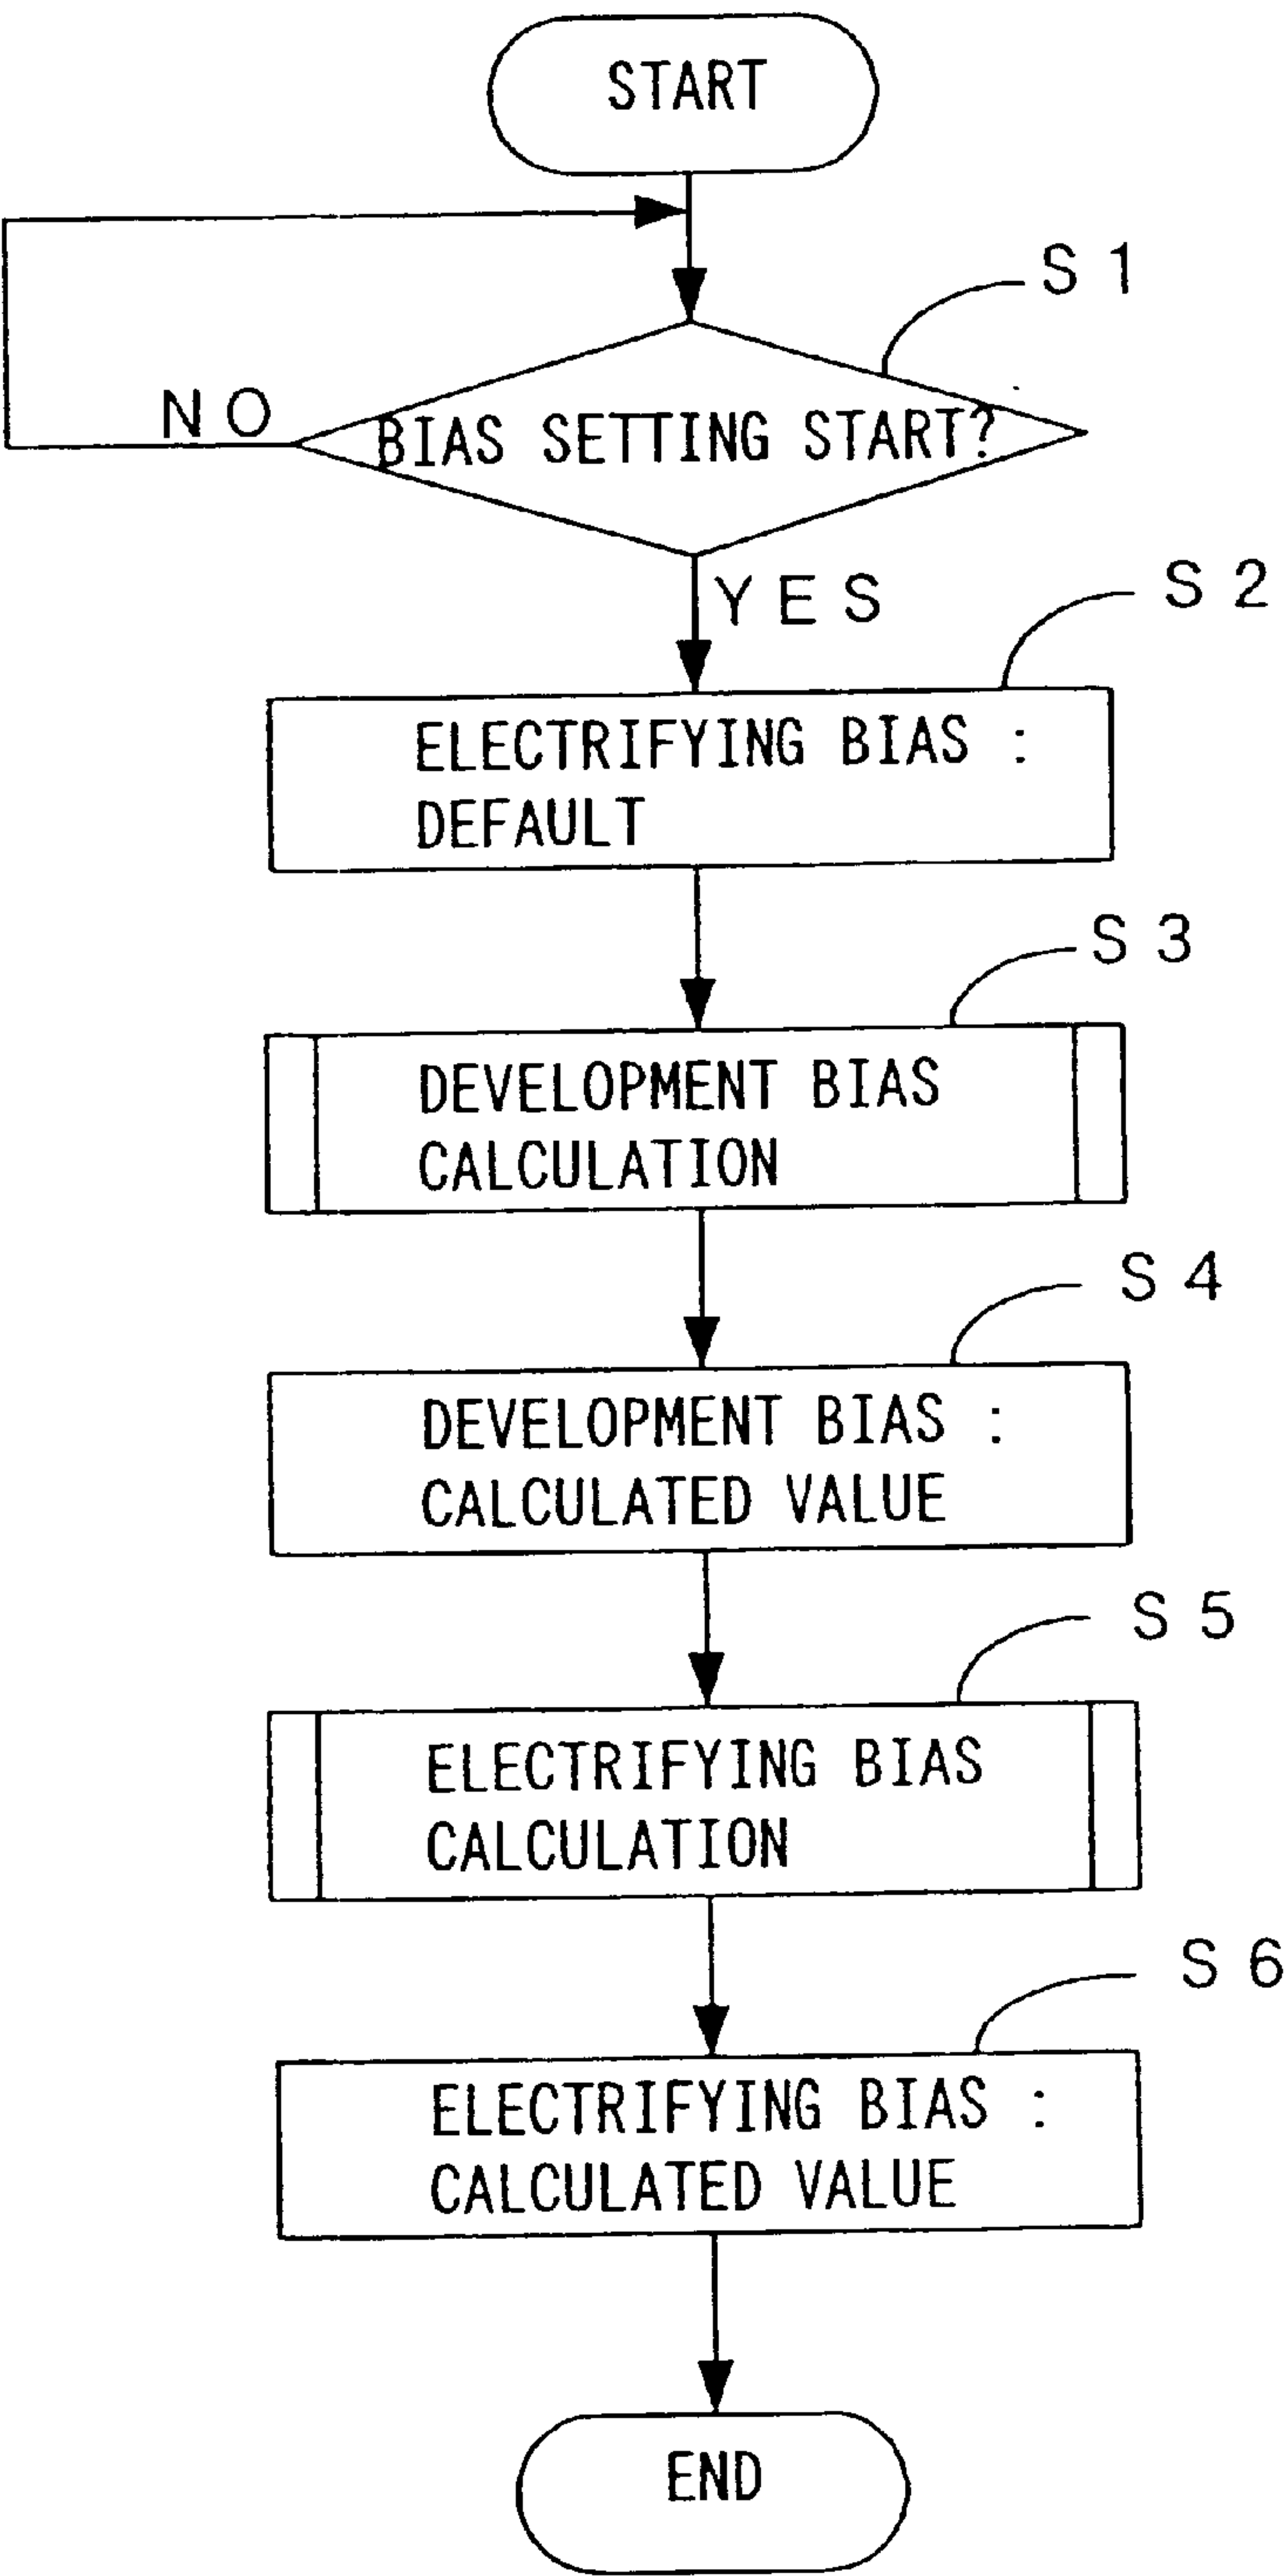 START
S 1
NO
BIAS SETTING START?
YES
S 2
ELECTRIFYING BIAS :
DEFAULT
S 3
DEVELOPMENT BIAS
CALCULATION
S 4
DEVELOPMENT BIAS :
CALCULATED VALUE
S 5
ELECTRIFYING BIAS
CALCULATION
S 6
ELECTRIFYING BIAS :
CALCULATED VALUE
END